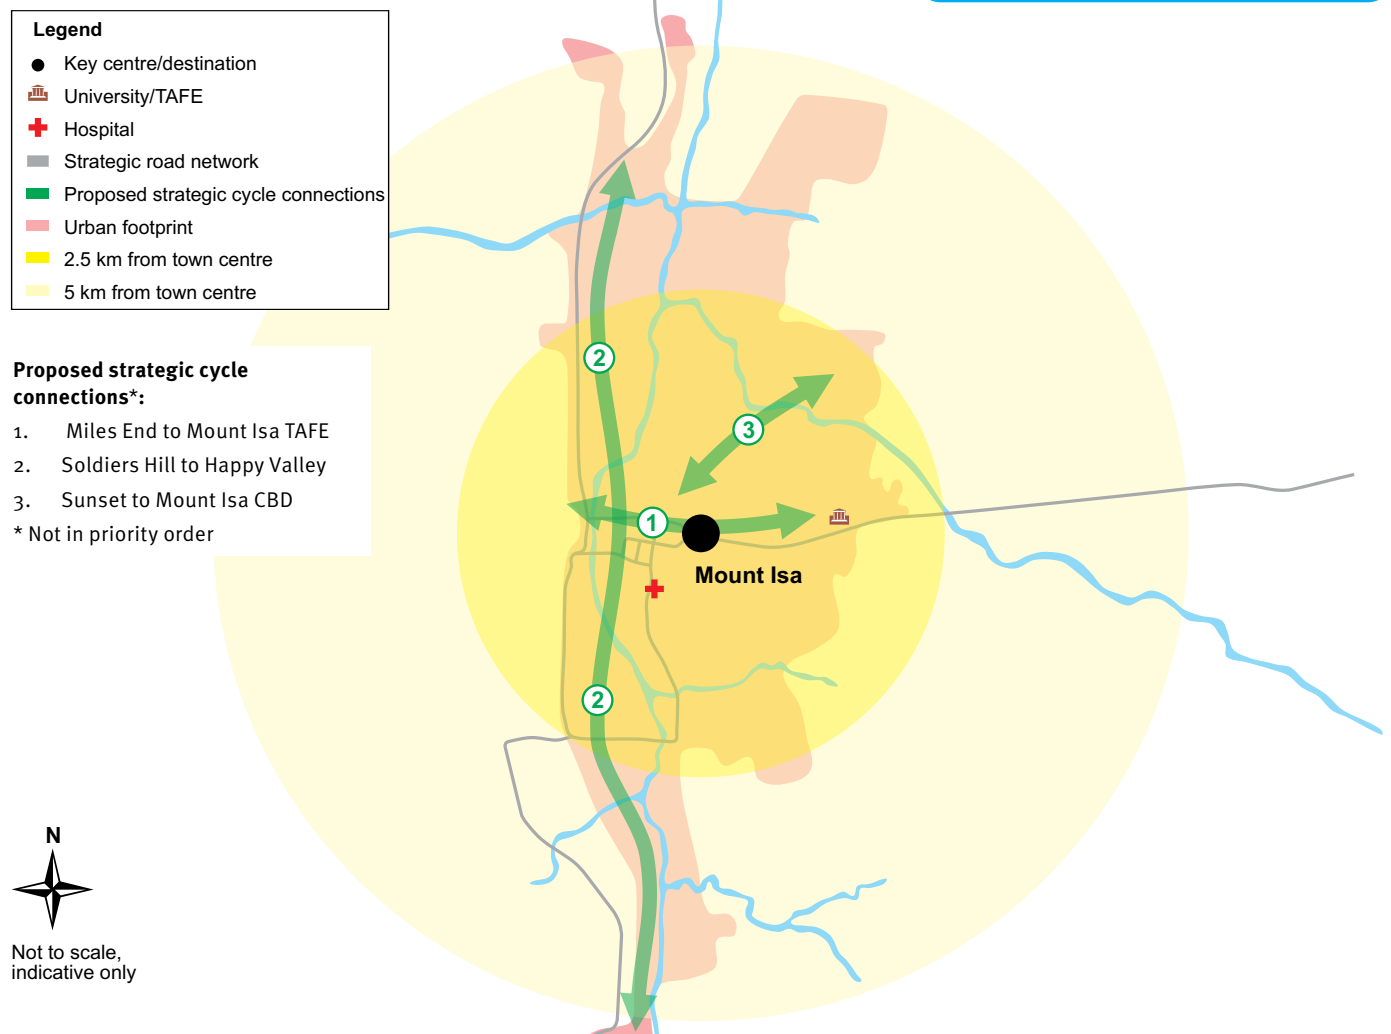 Legend
Key centre/destination
University/TAFE
Hospital
Strategic road network
Proposed strategic cycle connections
Urban footprint
2.5 km from town centre
5 km from town centre
Proposed strategic cycle
connections*:
1. Miles End to Mount Isa TAFE
2. Soldiers Hill to Happy Valley
3. Sunset to Mount Isa CBD
* Not in priority order
2
3
1
Mount Isa
2
N
Not to scale,
indicative only